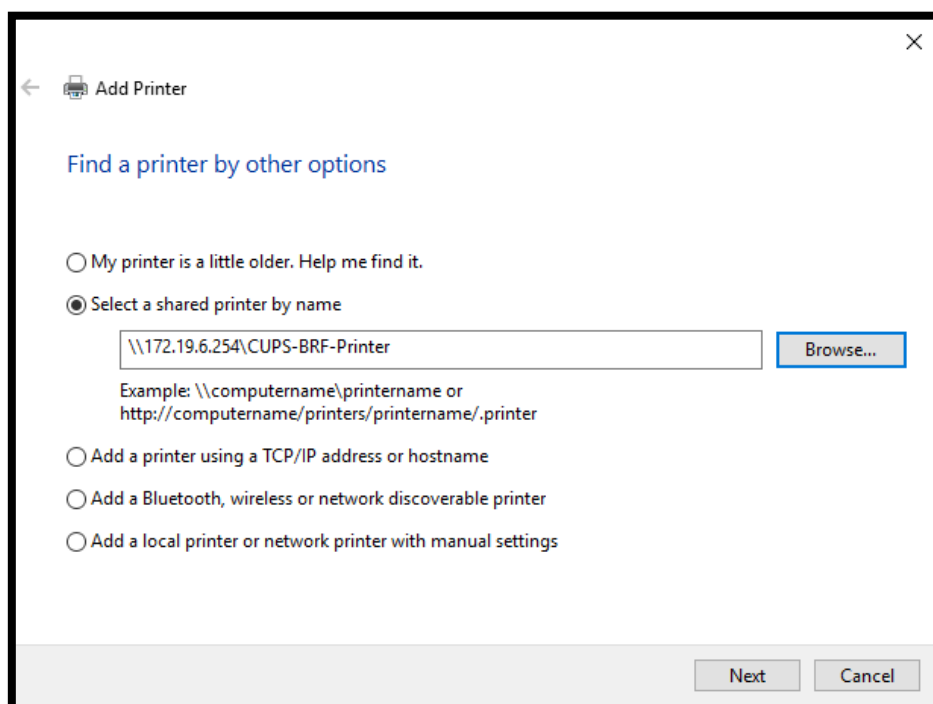 Add Printer
Find a printer by other options
My printer is a little older. Help me find it.
Select a shared printer by name
\\172.19.6.254\CUPS-BRF-Printer
Browse...
Example: \\computername\printername or
http://computername/printers/printername/.printer
Add a printer using a TCP/IP address or hostname
Add a Bluetooth, wireless or network discoverable printer
Add a local printer or network printer with manual settings
Next
Cancel